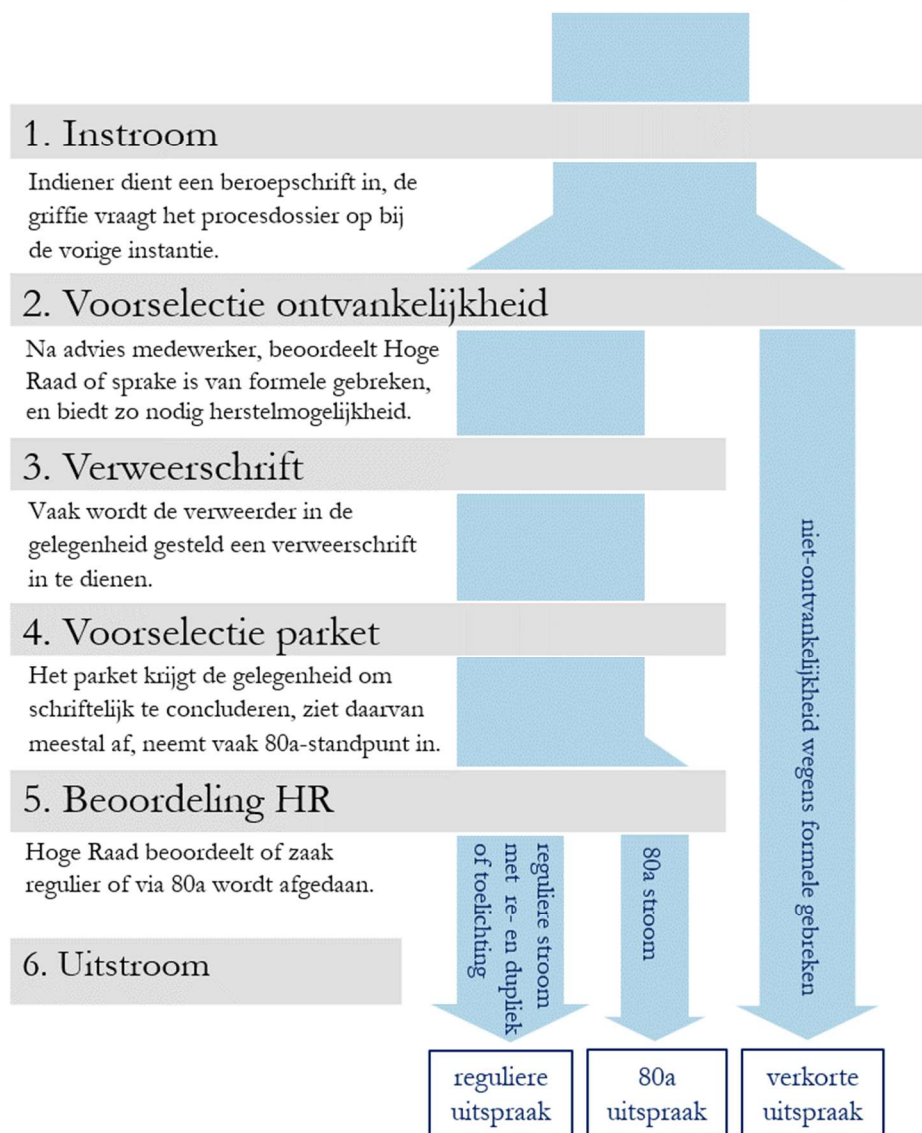 1. Instroom
Indiener dient een beroepschrift in, de
griffie vraagt het procesdossier op bij
de vorige instantie.
2. Voorselectie ontvankelijkheid
Na advies medewerker, beoordeelt Hoge
Raad of sprake is van formele gebreken,
en biedt zo nodig herstelmogelijkheid.
3. Verweerschrift
Vaak wordt de verweerder in de
gelegenheid gesteld een verweerschrift
in te dienen.
4. Voorselectie parket
Het parket krijgt de gelegenheid om
schriftelijk te concluderen, ziet daarvan
meestal af, neemt vaak 80a-standpunt in.
5. Beoordeling HR
Hoge Raad beoordeelt of zaak
regulier of via 80a wordt afgedaan.
6. Uitstroom
reguliere stroom
met re- en dupliek
of toelichting
80a stroom
niet-ontvankelijkheid wegens formele gebreken
reguliere
uitspraak
80a
uitspraak
verkorte
uitspraak